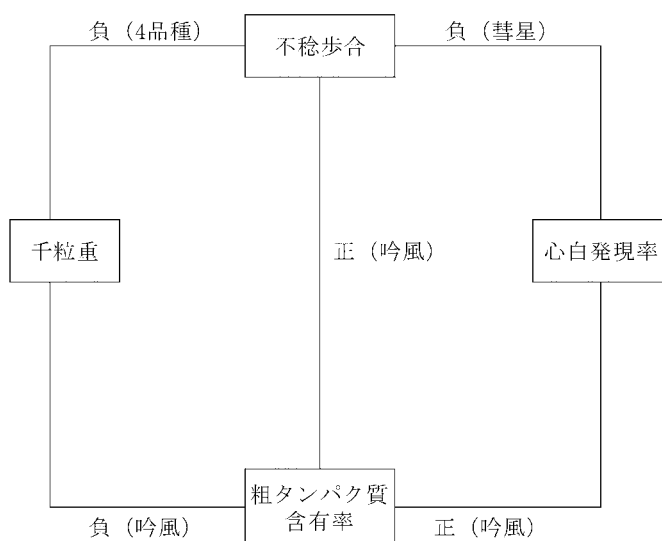 負（4品種）
不稔歩合
負（彗星）
千粒重
正（吟風）
心白発現率
粗タンパク質
含有率
負（吟風）
正（吟風）